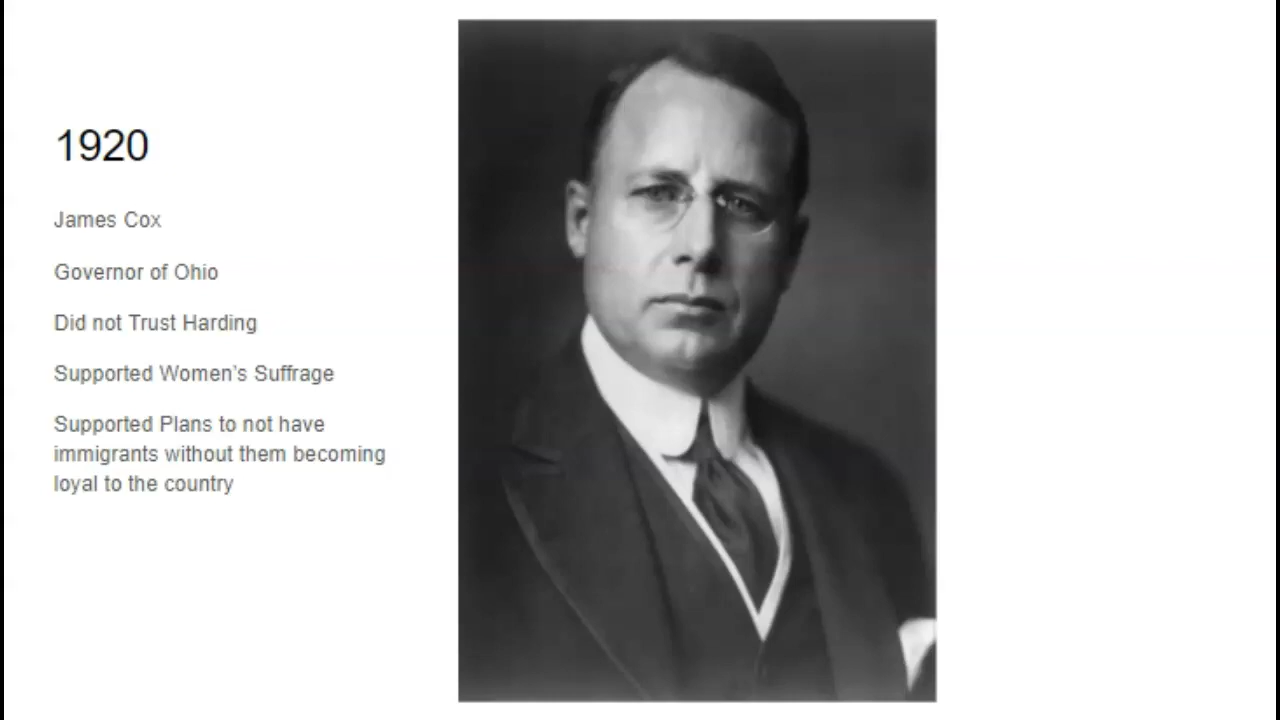 1920
James Cox
Governor of Ohio
Did not Trust Harding
Supported Women's Suffrage
Supported Plans to not have
immigrants without them becoming
loyal to the country